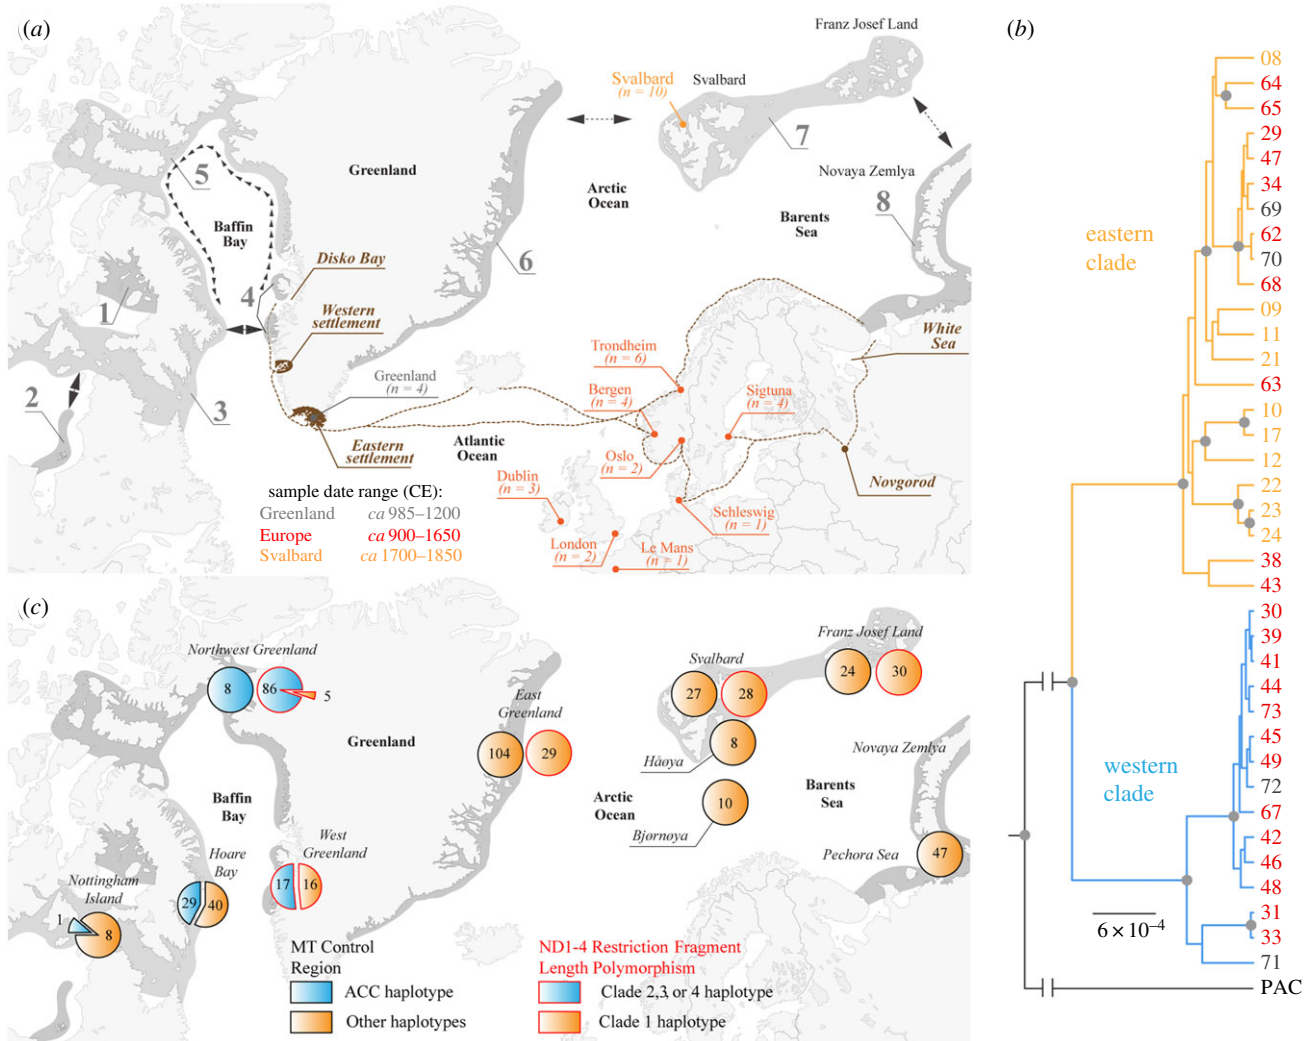 (a)
Franz Josef Land
Svalbard
(n = 10)
Svalbard
5
7
Greenland
Arctic
Ocean
Novaya Zemlya
8
Barents
Sea
Baffin
Bay
6
Disko Bay
1
4
Western
settlement
White
Sea
Trondheim
(n = 6)
Greenland
(n = 4)
Bergen
(n = 4)
Sigtuna
(n = 4)
2
3
Eastern
settlement
Atlantic
Ocean
Oslo
(n = 2)
Novgorod
Dublin
(n = 3)
Schleswig
(n = 1)
London
(n = 2)
Le Mans
(n = 1)
sample date range (CE):
Greenland ca 985–1200
Europe ca 900–1650
Svalbard ca 1700–1850
(b)
08
64
65
29
47
34
69
62
70
68
09
11
21
63
10
17
12
22
23
24
38
43
30
39
41
44
73
45
49
72
67
42
46
48
31
33
71
PAC
eastern
clade
western
clade
6 × 10–4
(c)
Northwest Greenland
8
86
5
Franz Josef Land
24
30
Svalbard
27
28
East
Greenland
104
29
Greenland
Håøya
8
Novaya Zemlya
Baffin
Bay
Arctic
Ocean
Barents
Sea
Bjørnøya
10
Pechora Sea
47
West
Greenland
17
16
Hoare
Bay
29
40
Nottingham
Island
1
8
MT Control
Region
ACC haplotype
Other haplotypes
ND1-4 Restriction Fragment
Length Polymorphism
Clade 2,3, or 4 haplotype
Clade 1 haplotype